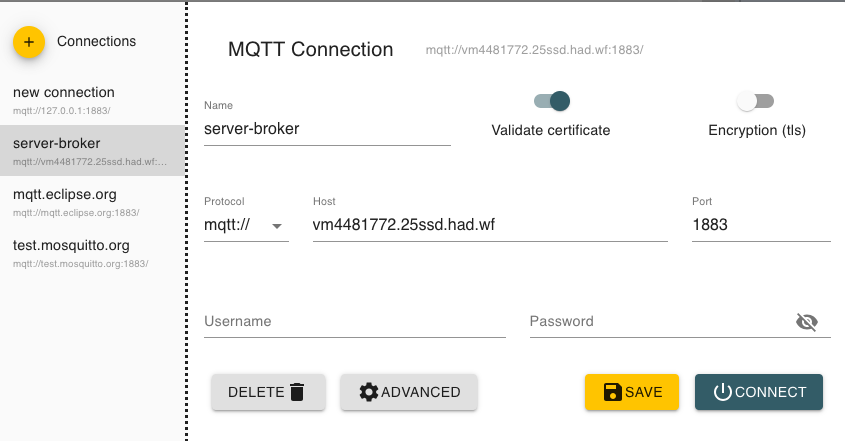 + Connections
new connection
mqtt://127.0.0.1:1883/
server-broker
mqtt://vm4481772.25ssd.had.wf:...
mqtt.eclipse.org
mqtt://mqtt.eclipse.org:1883/
test.mosquitto.org
mqtt://test.mosquitto.org:1883/
MQTT Connection mqtt://vm4481772.25ssd.had.wf:1883/
Name
server-broker
Validate certificate
Encryption (tls)
Protocol Host Port
mqtt:// vm4481772.25ssd.had.wf 1883
Username Password
DELETE ADVANCED SAVE CONNECT